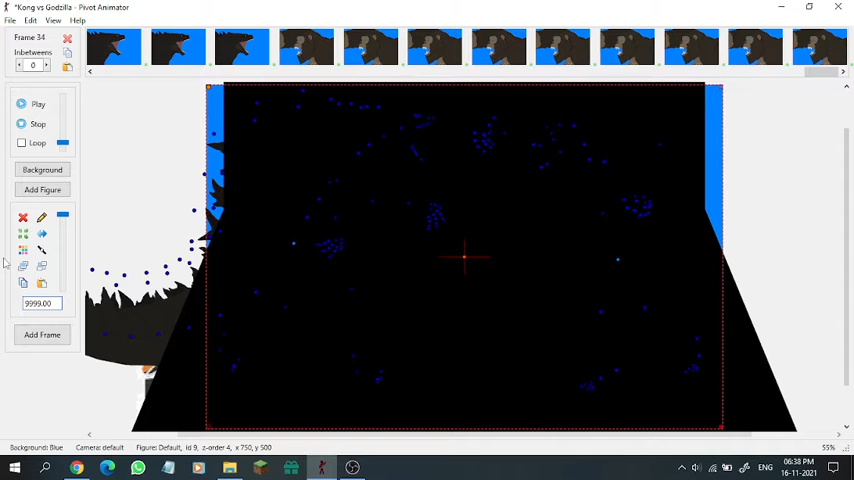 *Kong vs Godzilla - Pivot Animator
File Edit View Help
Frame 34
Inbetweens
0
Play
Stop
Loop
Background
Add Figure
9999.00
Add Frame
Background: Blue Camera: default Figure: Default, id 9, z-order 4, x 750, y 500 55%
ENG 06:38 PM
16-11-2021